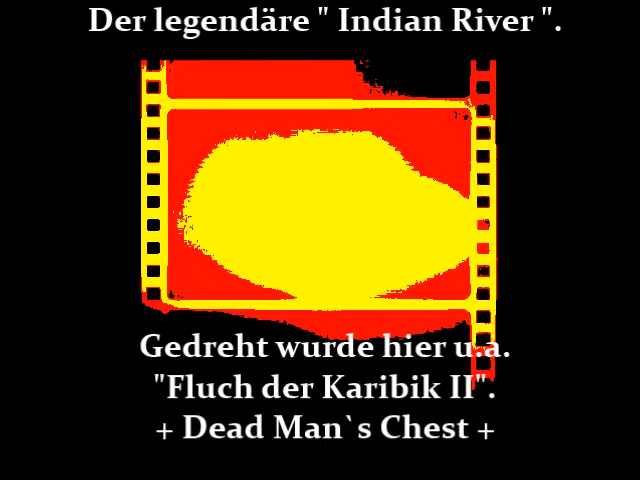 Der legendäre " Indian River ".
Gedreht wurde hier u.a.
"Fluch der Karibik II".
+ Dead Man`s Chest +